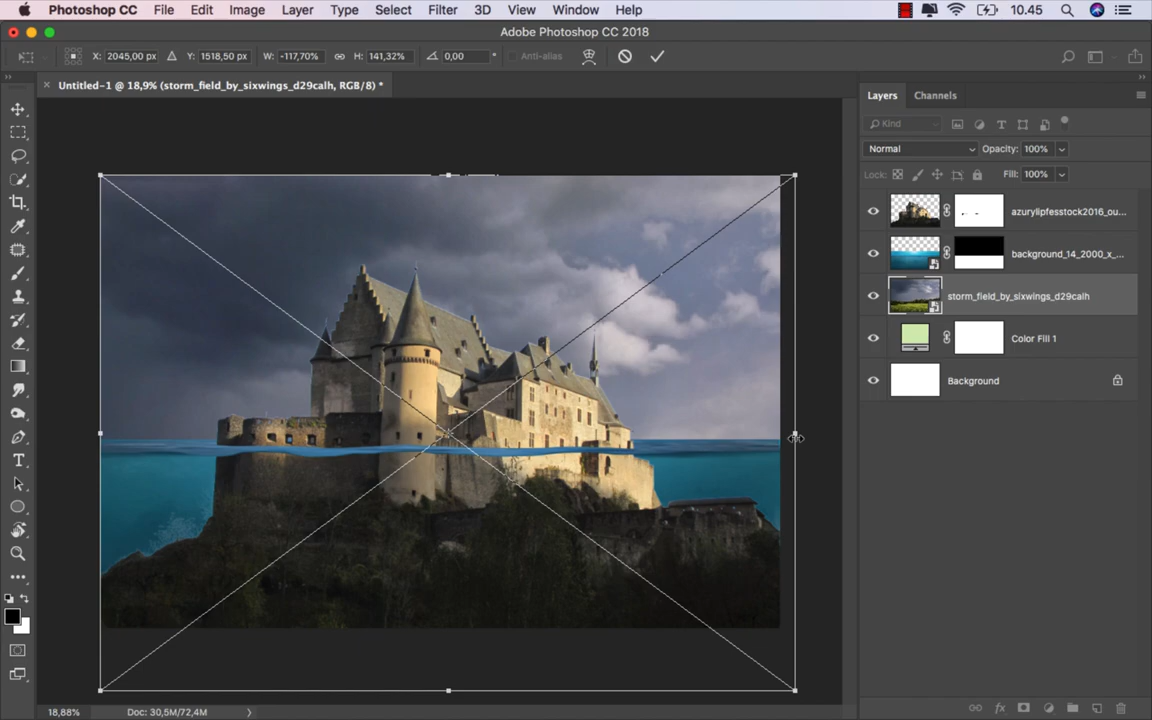 Photoshop CC File Edit Image Layer Type Select Filter 3D View Window Help 10.45
Adobe Photoshop CC 2018
X: 2045,00 px Y: 1518,50 px W: -117,70% H: 141,32% 0,00 ° Anti-alias
Untitled-1 @ 18,9% (storm_field_by_sixwings_d29calh, RGB/8) *
Layers Channels
Kind
Normal Opacity: 100%
Lock: Fill: 100%
azurylipfesstock2016_ou...
background_14_2000_x_...
storm_field_by_sixwings_d29calh
Color Fill 1
Background
18,88% Doc: 30,5M/72,4M